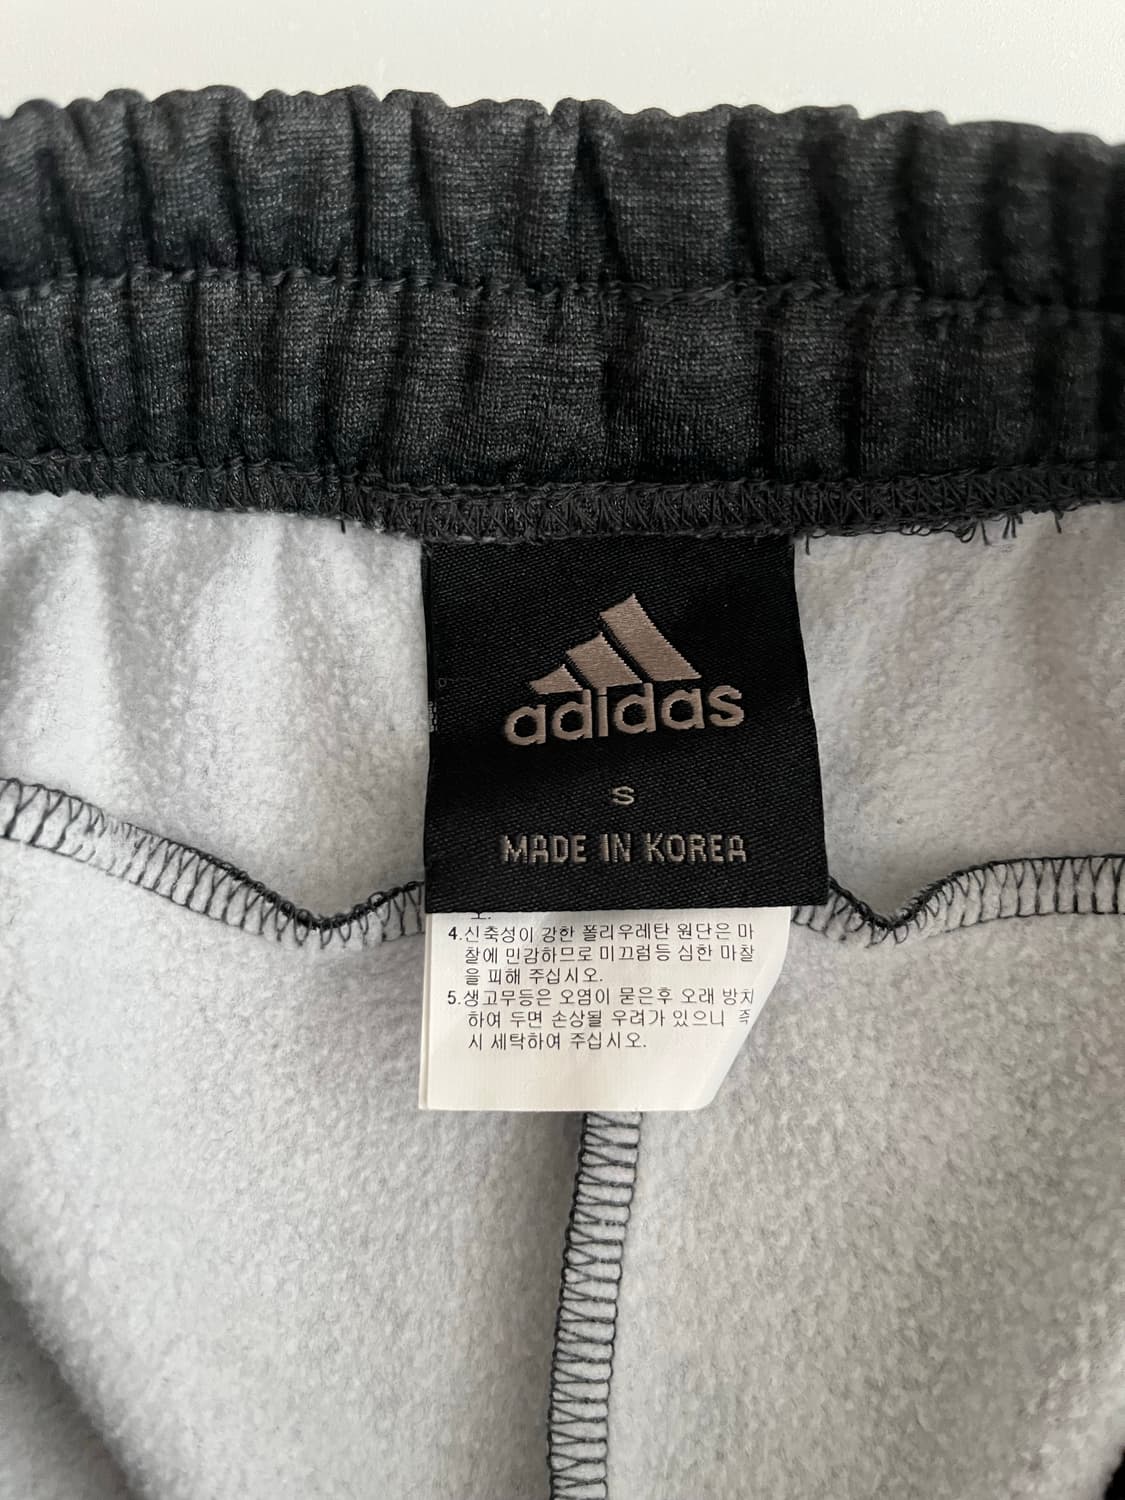 adidas
S
MADE IN KOREA
오.
4.신축성이 강한 폴리우레탄 원단은 마
찰에 민감하므로 미끄럼등 심한 마찰
을 피해 주십시오.
5.생고무등은 오염이 묻은후 오래 방치
하여 두면 손상될 우려가 있으니 즉
시 세탁하여 주십시오.